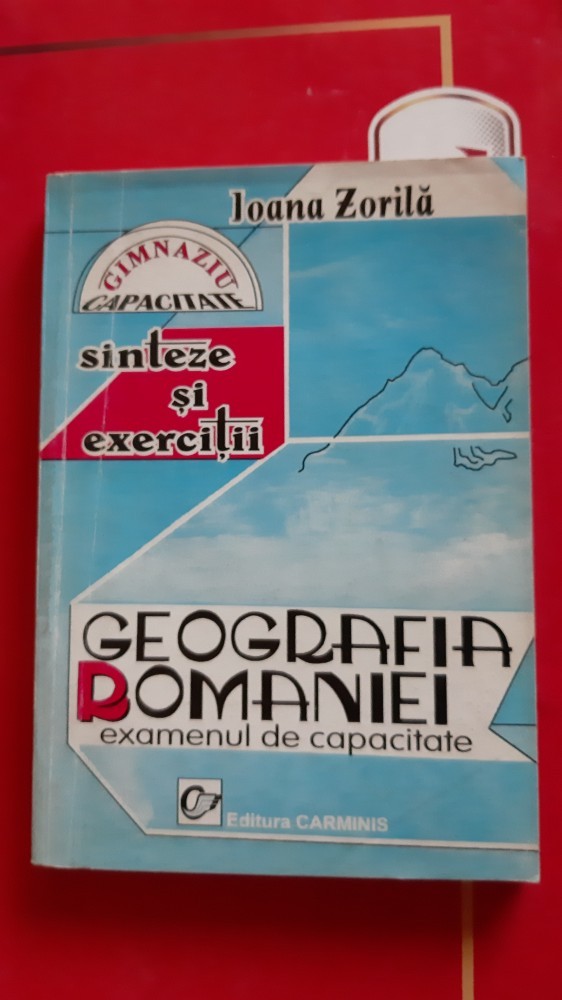 Ioana Zorilă
GIMNAZIU
CAPACITATE
sinteze
și
exerciții
GEOGRAFIA
ROMANIEI
examenul de capacitate
Editura CARMINIS